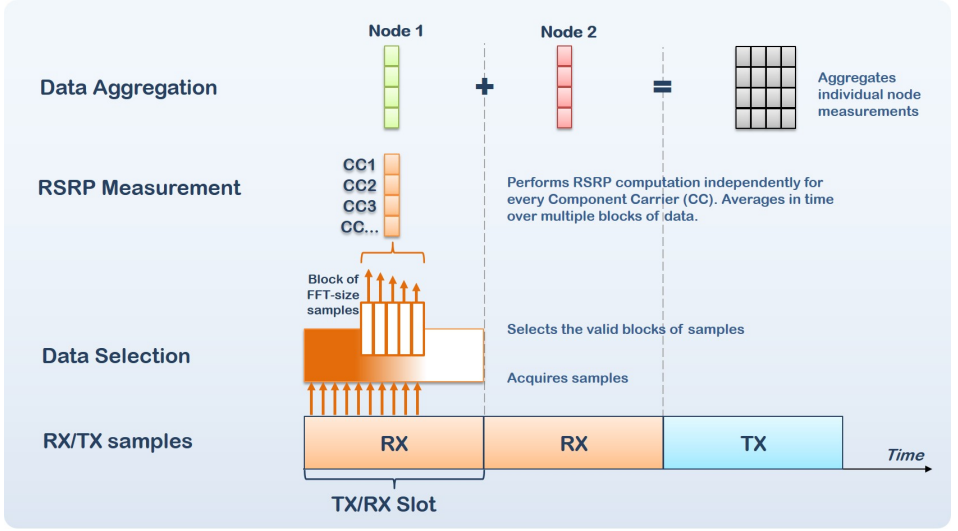 Node 1
Node 2
Data Aggregation
+
=
Aggregates
individual node
measurements
RSRP Measurement
CC1
CC2
CC3
CC...
Performs RSRP computation independently for
every Component Carrier (CC). Averages in time
over multiple blocks of data.
Block of
FFT-size
samples
Data Selection
Selects the valid blocks of samples
Acquires samples
RX/TX samples
RX
RX
TX
Time
TX/RX Slot